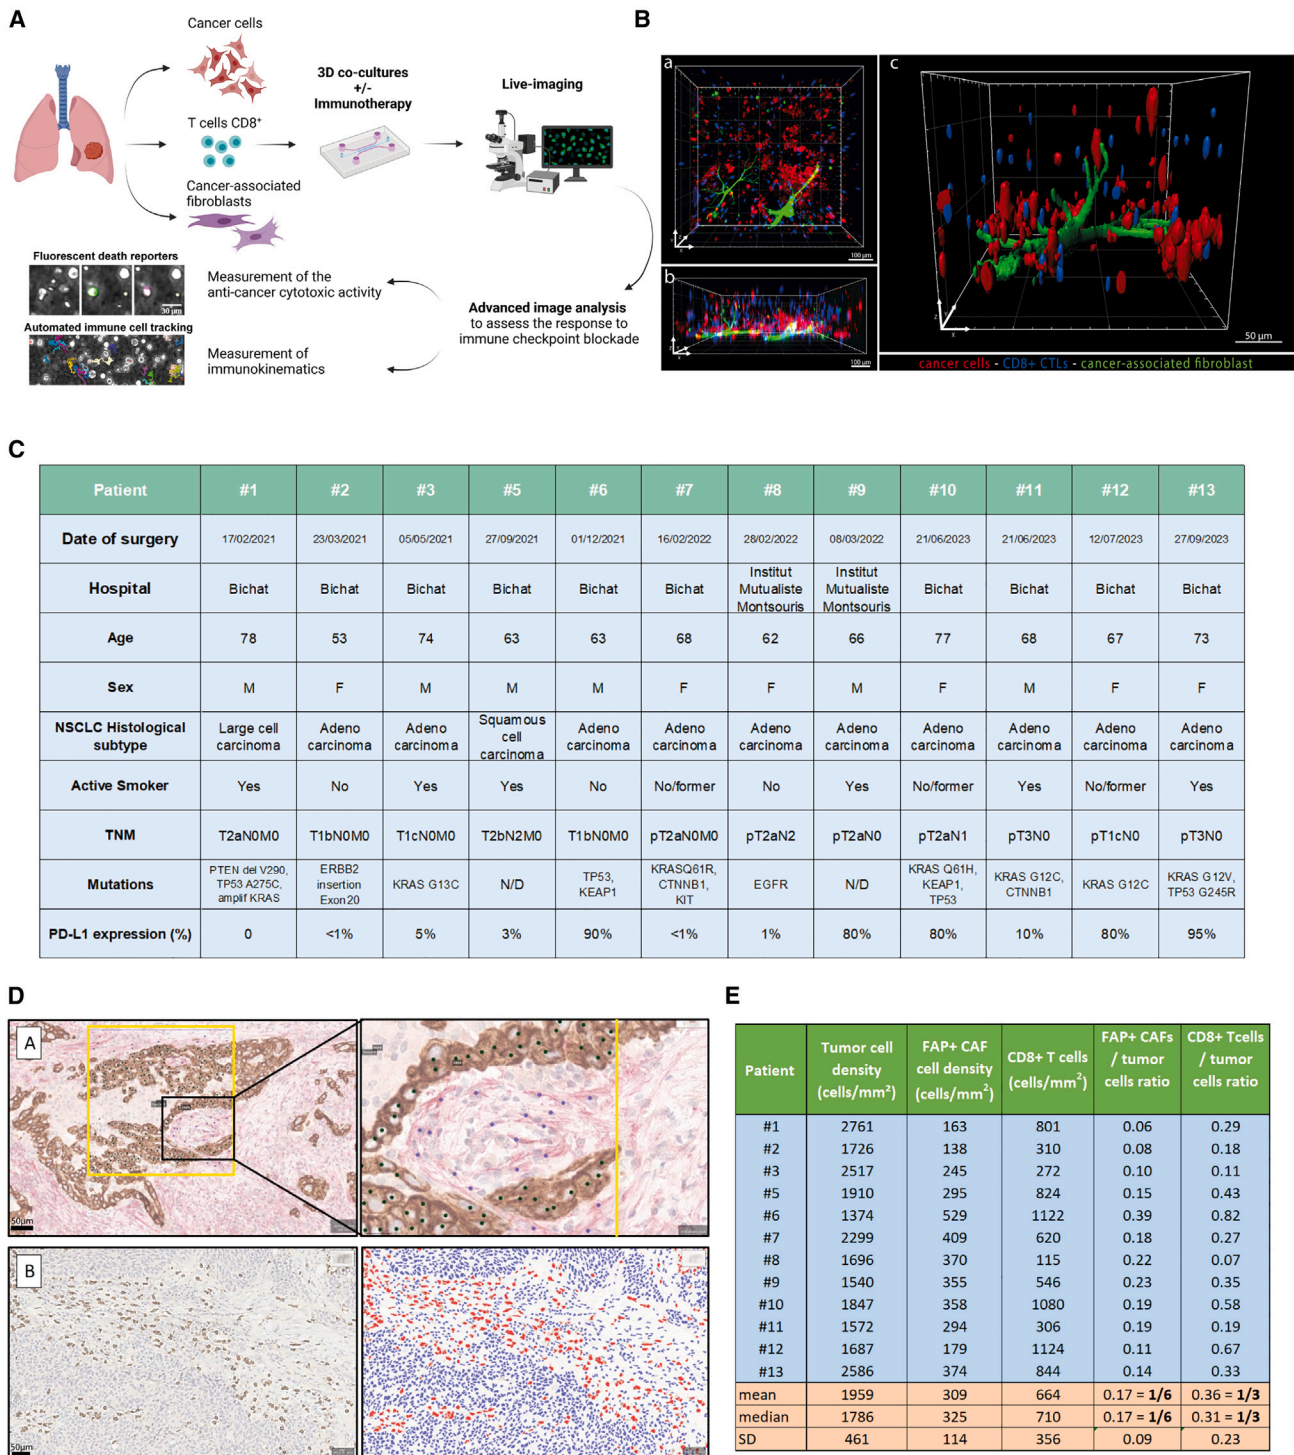 A
Cancer cells
T cells CD8+
Cancer-associated
fibroblasts
3D co-cultures
+/-
Immunotherapy
Live-imaging
Fluorescent death reporters
30 µm
Automated immune cell tracking
Measurement of the
anti-cancer cytotoxic activity
Measurement of
immunokinematics
Advanced image analysis
to assess the response to
immune checkpoint blockade
B
a
100 µm
b
100 µm
c
50 µm
cancer cells - CD8+ CTLs - cancer-associated fibroblast
C
Patient #1 #2 #3 #5 #6 #7 #8 #9 #10 #11 #12 #13
Date of surgery 17/02/2021 23/03/2021 05/05/2021 27/09/2021 01/12/2021 16/02/2022 28/02/2022 08/03/2022 21/06/2023 21/06/2023 12/07/2023 27/09/2023
Hospital Bichat Bichat Bichat Bichat Bichat Bichat Institut Mutualiste Montsouris Institut Mutualiste Montsouris Bichat Bichat Bichat Bichat
Age 78 53 74 63 63 68 62 66 77 68 67 73
Sex M F M M M F F M F M F F
NSCLC Histological subtype Large cell carcinoma Adeno carcinoma Adeno carcinoma Squamous cell carcinoma Adeno carcinoma Adeno carcinoma Adeno carcinoma Adeno carcinoma Adeno carcinoma Adeno carcinoma Adeno carcinoma Adeno carcinoma
Active Smoker Yes No Yes Yes No No/former No Yes No/former Yes No/former Yes
TNM T2aN0M0 T1bN0M0 T1cN0M0 T2bN2M0 T1bN0M0 pT2aN0M0 pT2aN2 pT2aN0 pT2aN1 pT3N0 pT1cN0 pT3N0
Mutations PTEN del V290, TP53 A275C, amplif KRAS ERBB2 insertion Exon20 KRAS G13C N/D TP53, KEAP1 KRASQ61R, CTNNB1, KIT EGFR N/D KRAS Q61H, KEAP1, TP53 KRAS G12C, CTNNB1 KRAS G12C KRAS G12V, TP53 G245R
PD-L1 expression (%) 0 <1% 5% 3% 90% <1% 1% 80% 80% 10% 80% 95%
D
A
50µm
B
50µm
E
Patient Tumor cell density (cells/mm²) FAP+ CAF cell density (cells/mm²) CD8+ T cells (cells/mm²) FAP+ CAFs / tumor cells ratio CD8+ Tcells / tumor cells ratio
#1 2761 163 801 0.06 0.29
#2 1726 138 310 0.08 0.18
#3 2517 245 272 0.10 0.11
#5 1910 295 824 0.15 0.43
#6 1374 529 1122 0.39 0.82
#7 2299 409 620 0.18 0.27
#8 1696 370 115 0.22 0.07
#9 1540 355 546 0.23 0.35
#10 1847 358 1080 0.19 0.58
#11 1572 294 306 0.19 0.19
#12 1687 179 1124 0.11 0.67
#13 2586 374 844 0.14 0.33
mean 1959 309 664 0.17 = 1/6 0.36 = 1/3
median 1786 325 710 0.17 = 1/6 0.31 = 1/3
SD 461 114 356 0.09 0.23